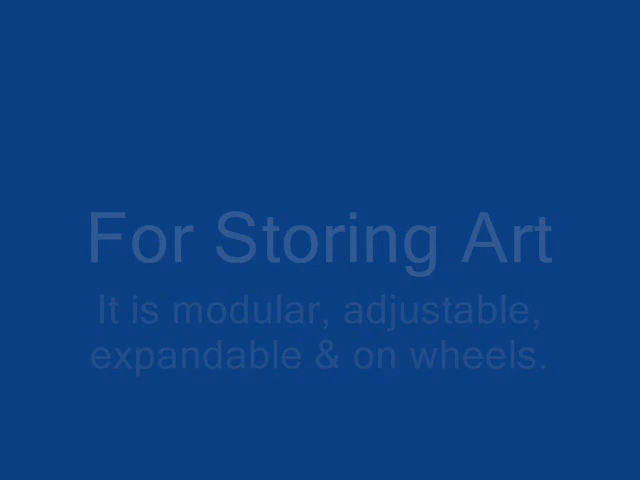 For Storing Art
It is modular, adjustable,
expandable & on wheels.